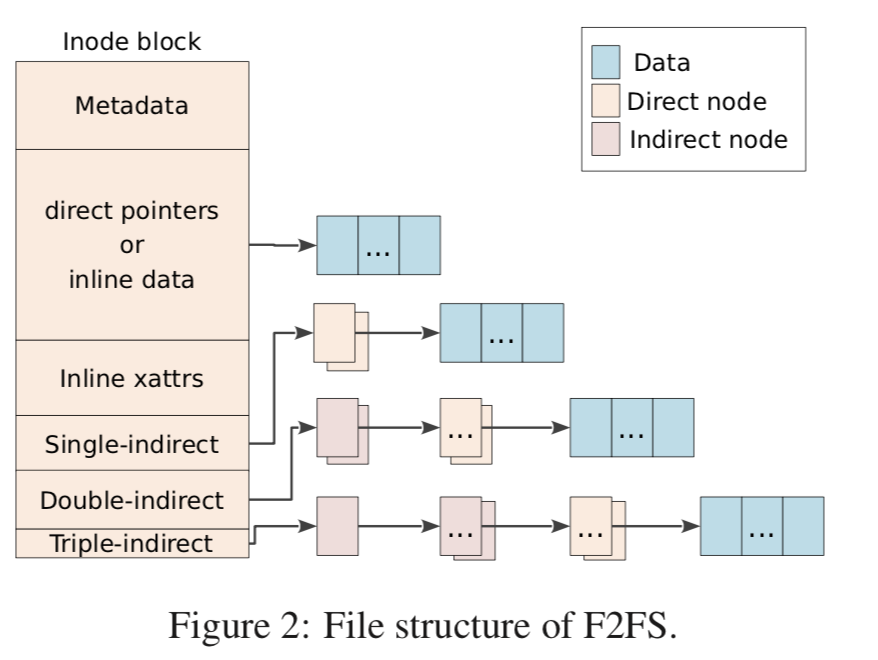 Inode block
Metadata
direct pointers
or
inline data
Inline xattrs
Single-indirect
Double-indirect
Triple-indirect
Data
Direct node
Indirect node
...
...
...
...
...
...
...
Figure 2: File structure of F2FS.